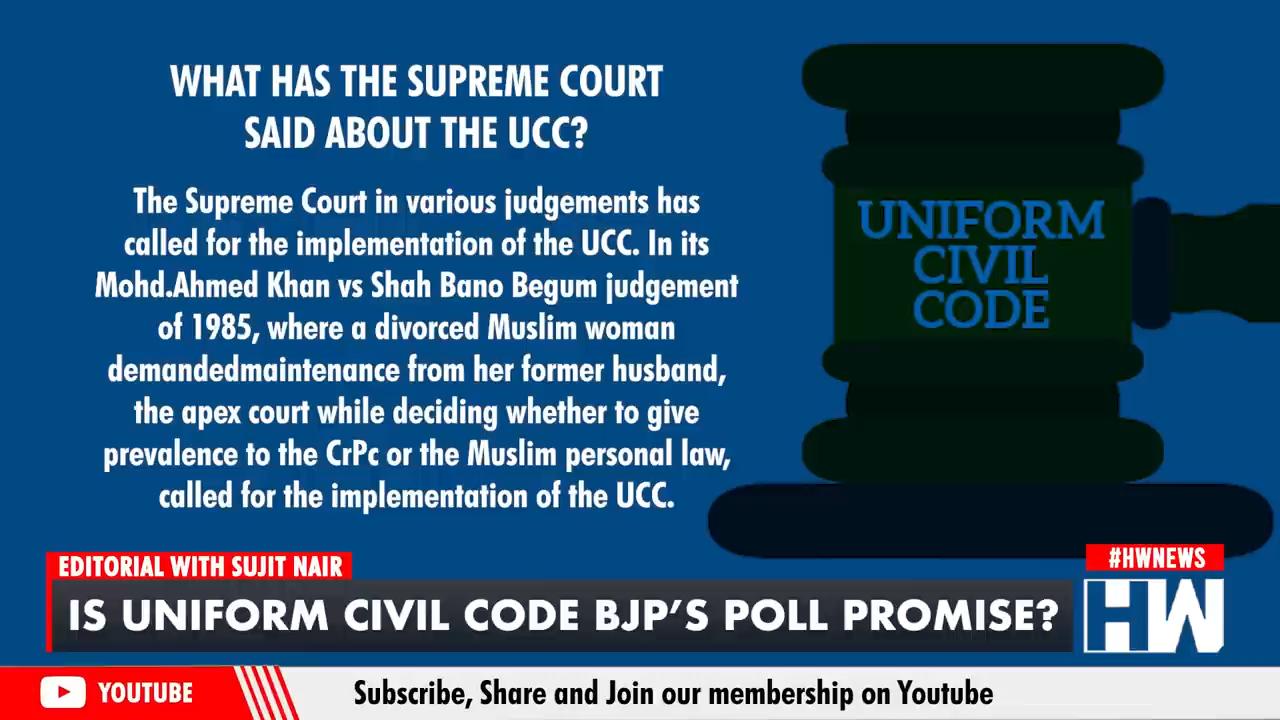 WHAT HAS THE SUPREME COURT
SAID ABOUT THE UCC?
The Supreme Court in various judgements has
called for the implementation of the UCC. In its
Mohd.Ahmed Khan vs Shah Bano Begum judgement
of 1985, where a divorced Muslim woman
demandedmaintenance from her former husband,
the apex court while deciding whether to give
prevalence to the CrPc or the Muslim personal law,
called for the implementation of the UCC.
UNIFORM
CIVIL
CODE
EDITORIAL WITH SUJIT NAIR
#HWNEWS
IS UNIFORM CIVIL CODE BJP'S POLL PROMISE?
HW
YOUTUBE
Subscribe, Share and Join our membership on Youtube